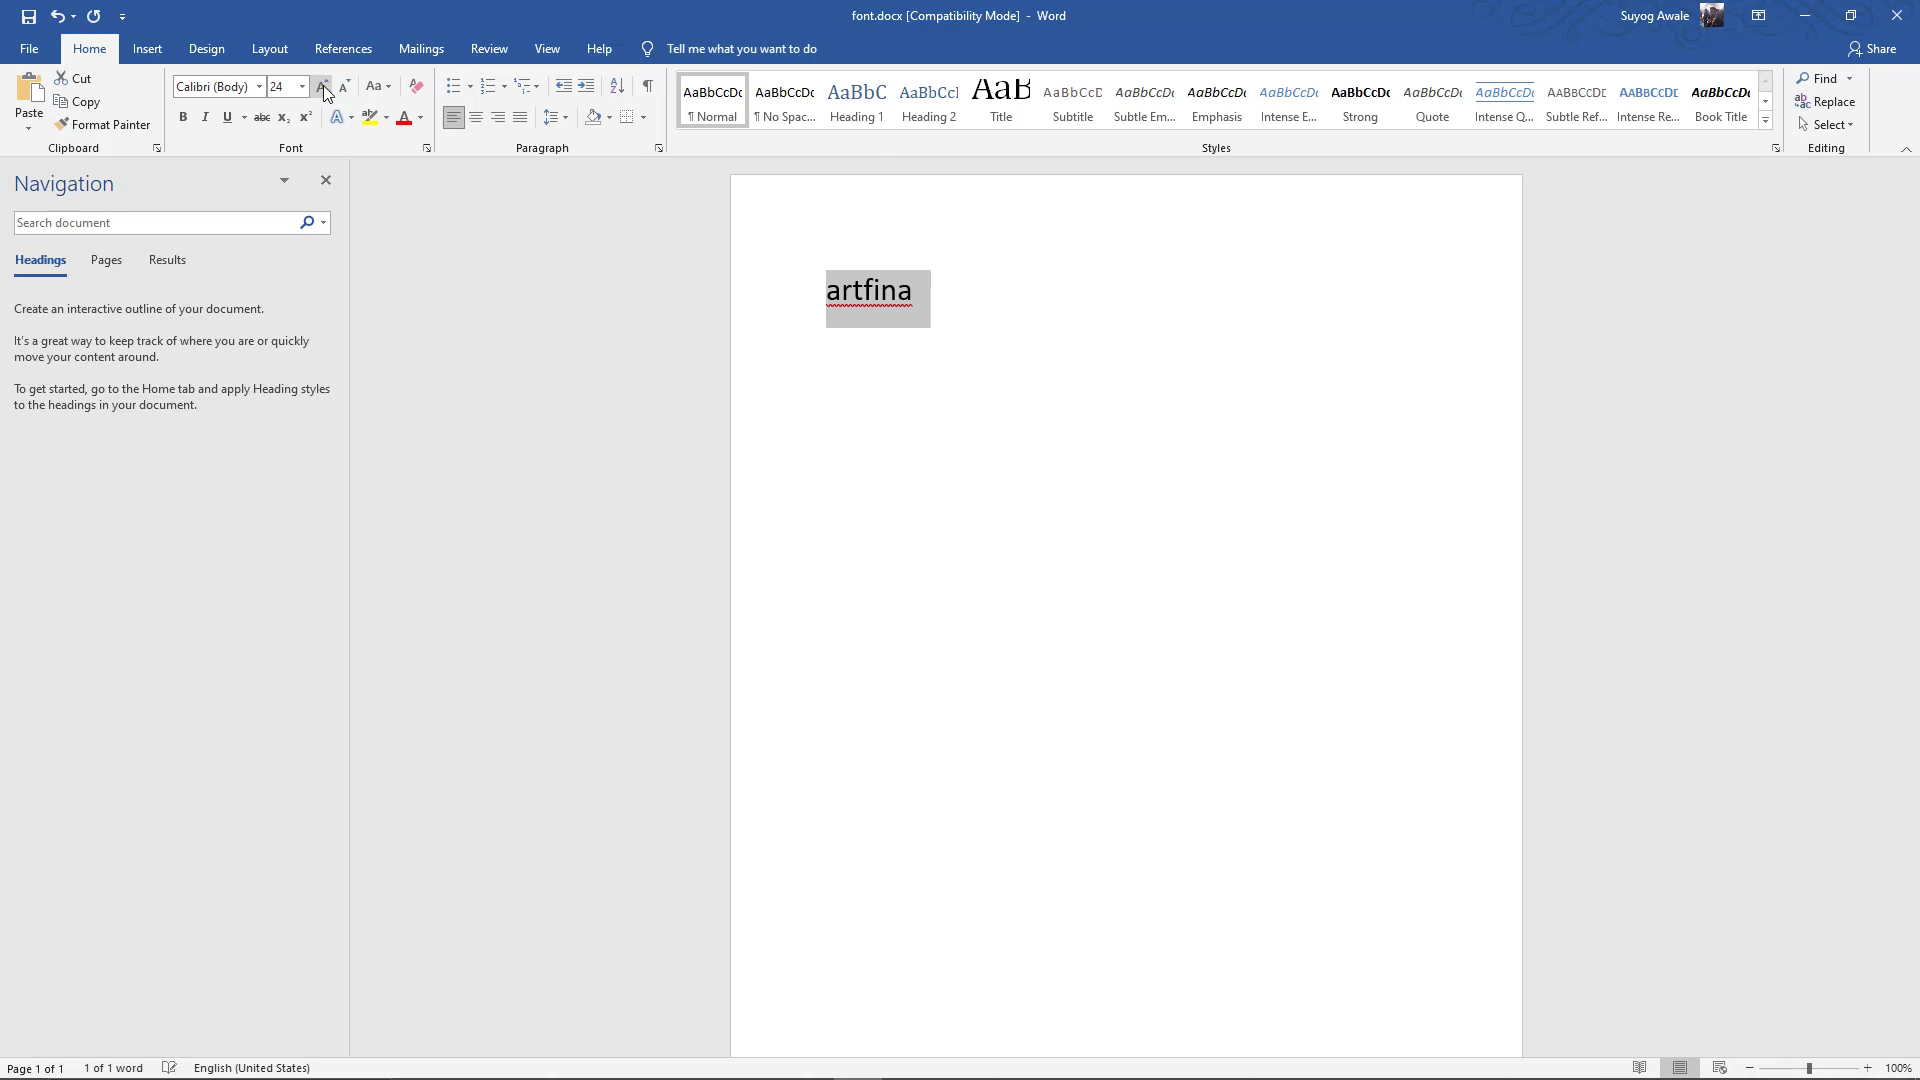 font.docx [Compatibility Mode] - Word
Suyog Awale
File Home Insert Design Layout References Mailings Review View Help Tell me what you want to do Share
Paste
Cut
Copy
Format Painter
Clipboard
Calibri (Body) 24
Font
Paragraph
AaBbCcDc AaBbCcDc AaBbC AaBbCcI AaB AaBbCcD AaBbCcDc AaBbCcDc AaBbCcDc AaBbCcDc AaBbCcDc AaBbCcDc AABBCCDE AABBCCDE AaBbCcDc
¶ Normal ¶ No Spac... Heading 1 Heading 2 Title Subtitle Subtle Em... Emphasis Intense E... Strong Quote Intense Q... Subtle Ref... Intense Re... Book Title
Styles
Find
Replace
Select
Editing
Navigation
Search document
Headings Pages Results
Create an interactive outline of your document.
It's a great way to keep track of where you are or quickly
move your content around.
To get started, go to the Home tab and apply Heading styles
to the headings in your document.
artfina
Page 1 of 1 1 of 1 word English (United States) 100%